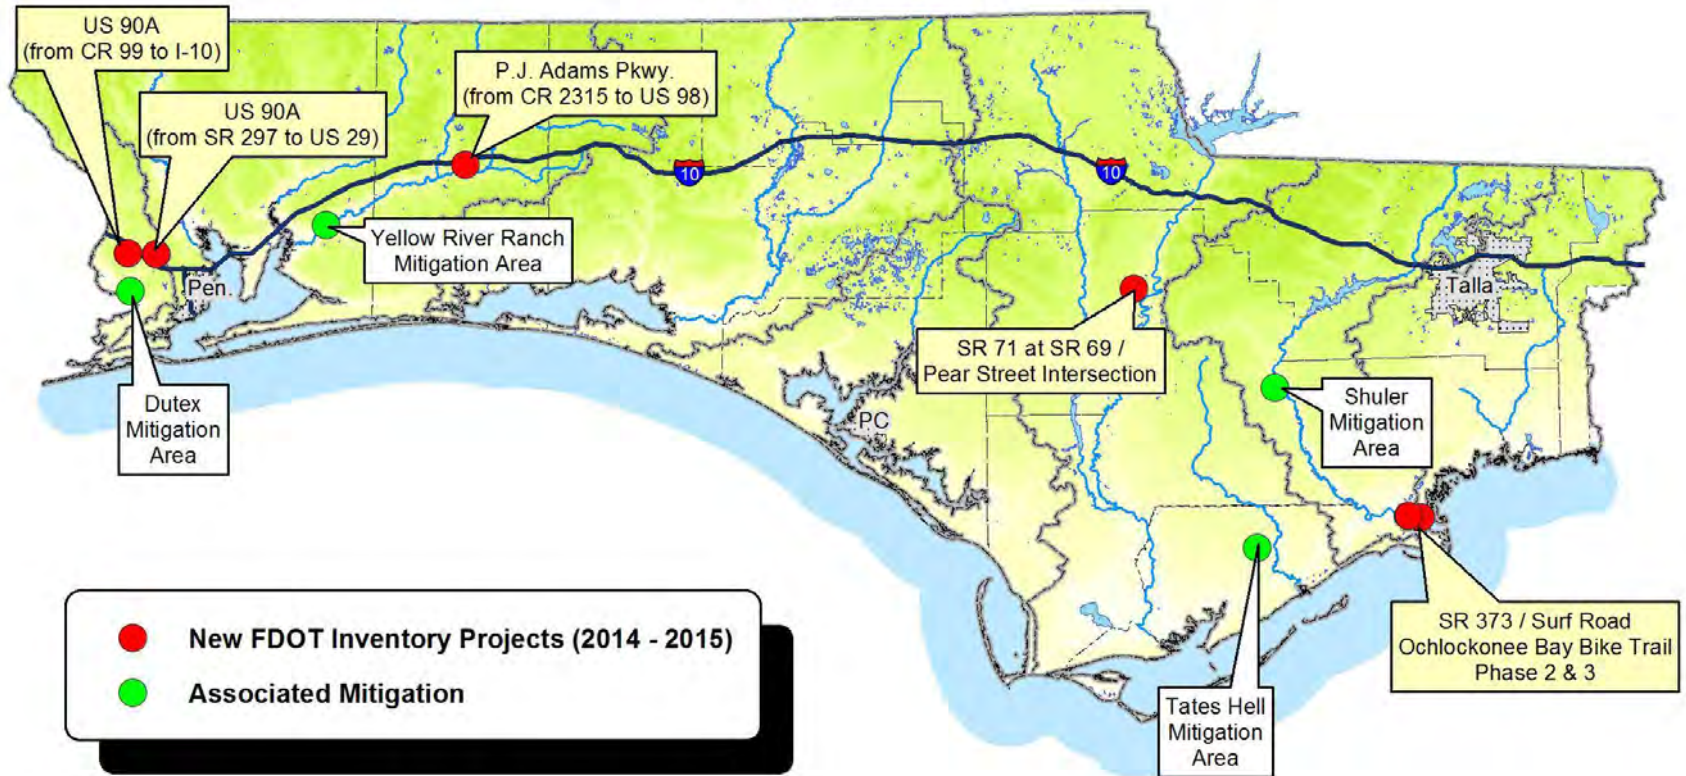 US 90A
(from CR 99 to I-10)
US 90A
(from SR 297 to US 29)
P.J. Adams Pkwy.
(from CR 2315 to US 98)
10
10
Yellow River Ranch
Mitigation Area
Pen.
Talla
SR 71 at SR 69 /
Pear Street Intersection
Dutex
Mitigation
Area
PC
Shuler
Mitigation
Area
SR 373 / Surf Road
Ochlockonee Bay Bike Trail
Phase 2 & 3
Tates Hell
Mitigation
Area
New FDOT Inventory Projects (2014 - 2015)
Associated Mitigation